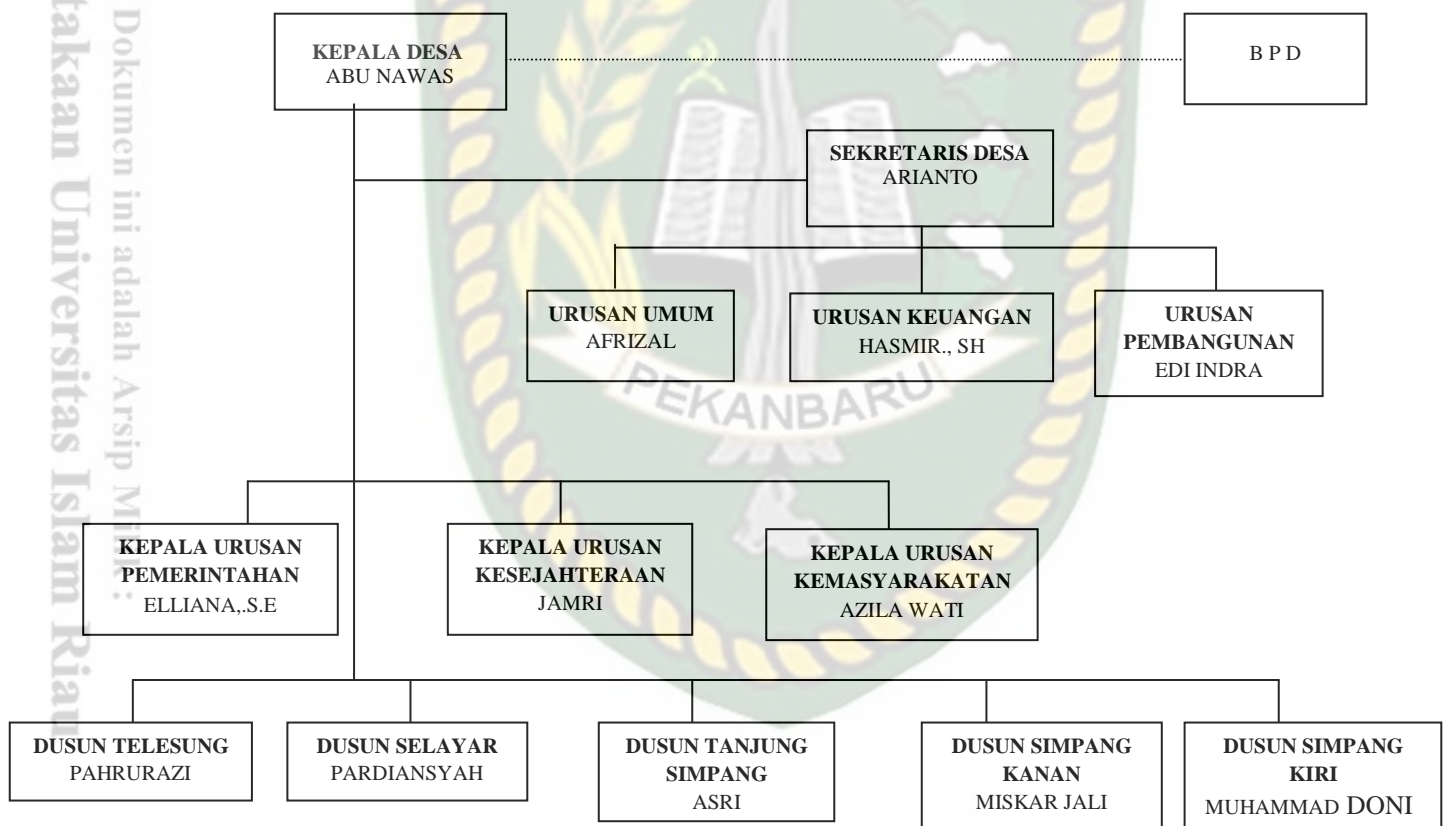 KEPALA DESA
ABU NAWAS
B P D
SEKRETARIS DESA
ARIANTO
URUSAN UMUM
AFRIZAL
URUSAN KEUANGAN
HASMIR., SH
URUSAN
PEMBANGUNAN
EDI INDRA
PEKANBARU
KEPALA URUSAN
PEMERINTAHAN
ELLIANA,.S.E
KEPALA URUSAN
KESEJAHTERAAN
JAMRI
KEPALA URUSAN
KEMASYARAKATAN
AZILA WATI
DUSUN TELESUNG
PAHRURAZI
DUSUN SELAYAR
PARDIANSYAH
DUSUN TANJUNG
SIMPANG
ASRI
DUSUN SIMPANG
KANAN
MISKAR JALI
DUSUN SIMPANG
KIRI
MUHAMMAD DONI
Dokumen ini adalah Arsip Milik :
takaan Universitas Islam Riau